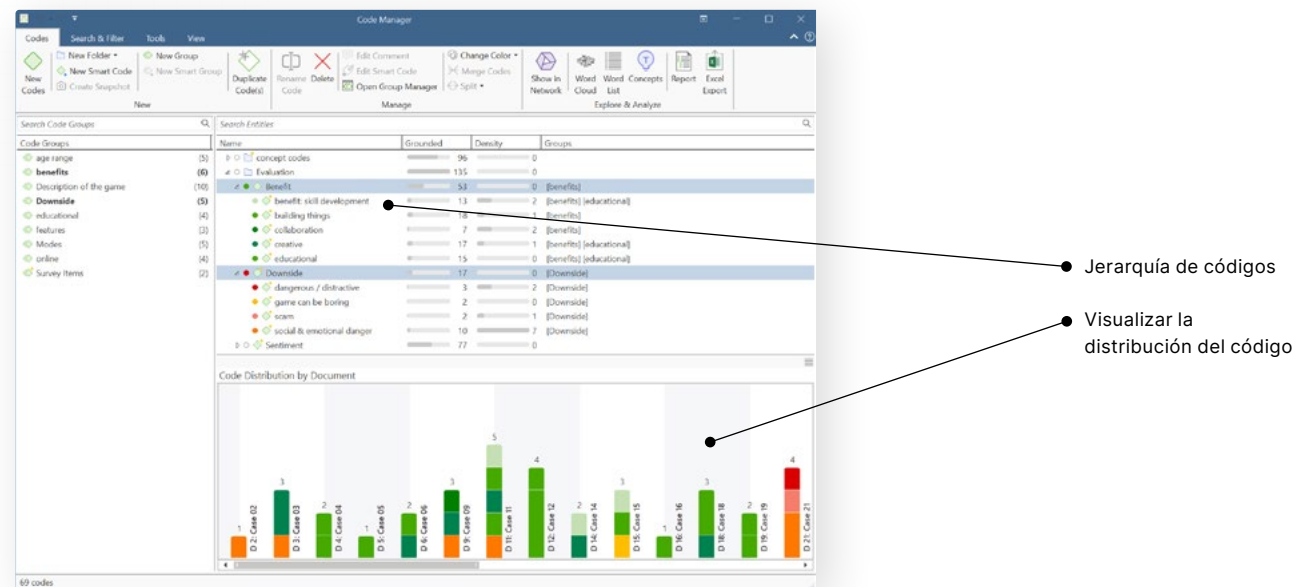 Code Manager
Codes Search & Filter Tools View
New Codes
New Folder
New Smart Code
Create Snapshot
New Group
New Smart Group
New
Duplicate Code(s)
Rename Code
Delete
Edit Comment
Edit Smart Code
Open Group Manager
Change Color
Merge Codes
Split
Manage
Show in Network
Word Cloud
Word List
Concepts
Report
Excel Export
Explore & Analyze
Search Code Groups
Code Groups
age range (5)
benefits (6)
Description of the game (10)
Downside (5)
educational (4)
features (3)
Modes (5)
online (4)
Survey Items (2)
Search Entities
Name Grounded Density Groups
concept codes 96 0
Evaluation 135 0
Benefit 53 0 [benefits]
benefit: skill development 13 2 [benefits] [educational]
building things 18 1 [benefits]
collaboration 7 2 [benefits] [educational]
creative 17 1 [benefits] [educational]
educational 15 0 [benefits] [educational]
Downside 17 0 [Downside]
dangerous / distractive 3 2 [Downside]
game can be boring 2 0 [Downside]
scam 2 1 [Downside]
social & emotional danger 10 7 [Downside]
Sentiment 77 0
Code Distribution by Document
1 D 2: Case 02
3 D 3: Case 03
2 D 4: Case 04
1 D 5: Case 05
2 D 6: Case 06
3 D 9: Case 09
5 D 11: Case 11
4 D 12: Case 12
2 D 14: Case 14
3 D 15: Case 15
1 D 16: Case 16
3 D 18: Case 18
2 D 19: Case 19
4 D 21: Case 21
69 codes
Jerarquía de códigos
Visualizar la
distribución del código